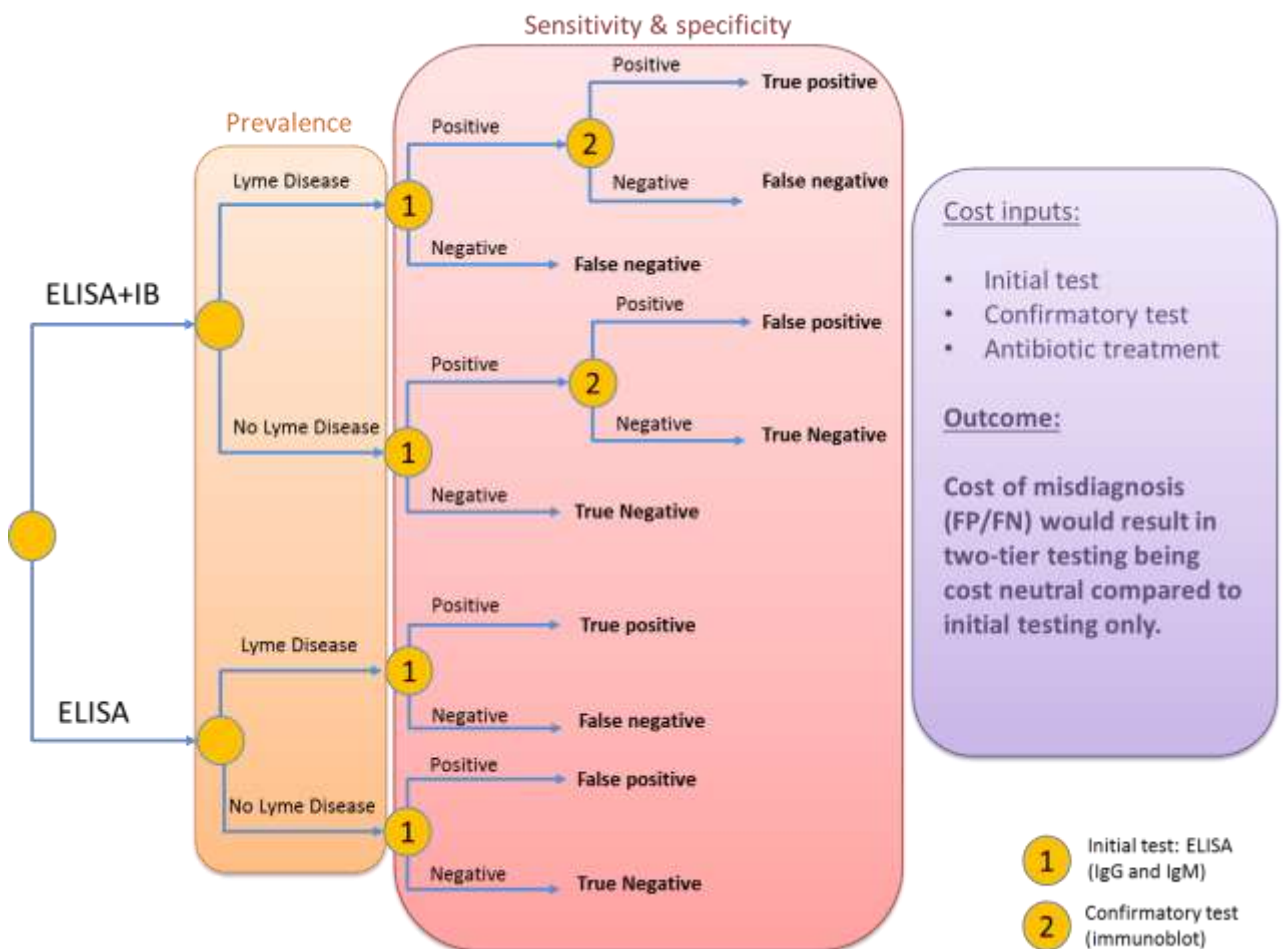 Sensitivity & specificity
Positive
True positive
Prevalence
Positive
2
Lyme Disease
Negative
False negative
1
Negative
False negative
ELISA+IB
Positive
False positive
Positive
2
No Lyme Disease
Negative
True Negative
1
Negative
True Negative
Positive
True positive
Lyme Disease
1
ELISA
Negative
False negative
Positive
False positive
No Lyme Disease
1
Negative
True Negative
Cost inputs:
• Initial test
• Confirmatory test
• Antibiotic treatment
Outcome:
Cost of misdiagnosis
(FP/FN) would result in
two-tier testing being
cost neutral compared to
initial testing only.
1
Initial test: ELISA
(IgG and IgM)
2
Confirmatory test
(immunoblot)